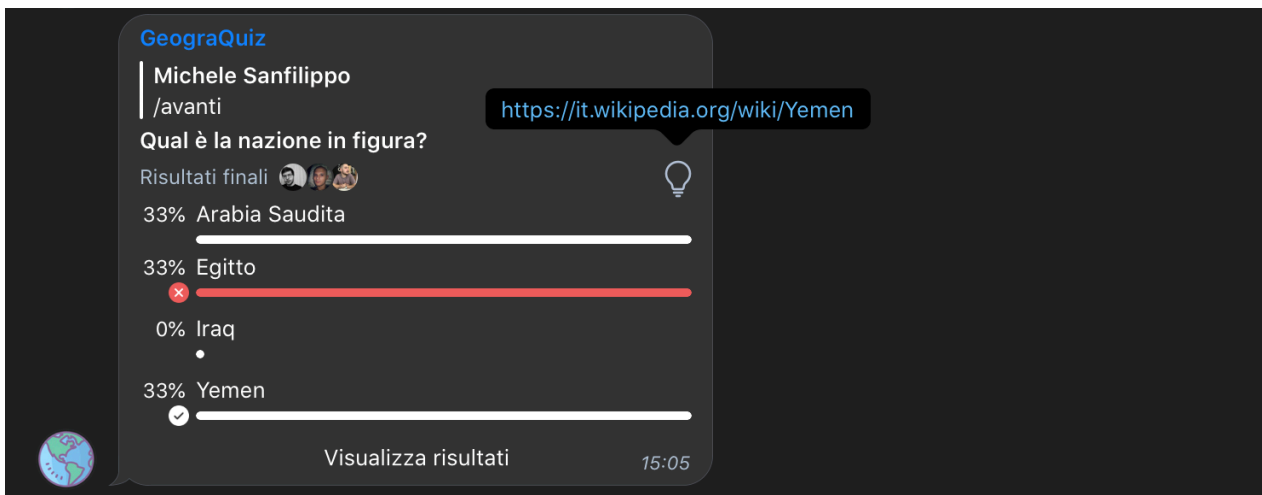 GeograQuiz
Michele Sanfilippo
/avanti
https://it.wikipedia.org/wiki/Yemen
Qual è la nazione in figura?
Risultati finali
33% Arabia Saudita
33% Egitto
0% Iraq
33% Yemen
Visualizza risultati
15:05